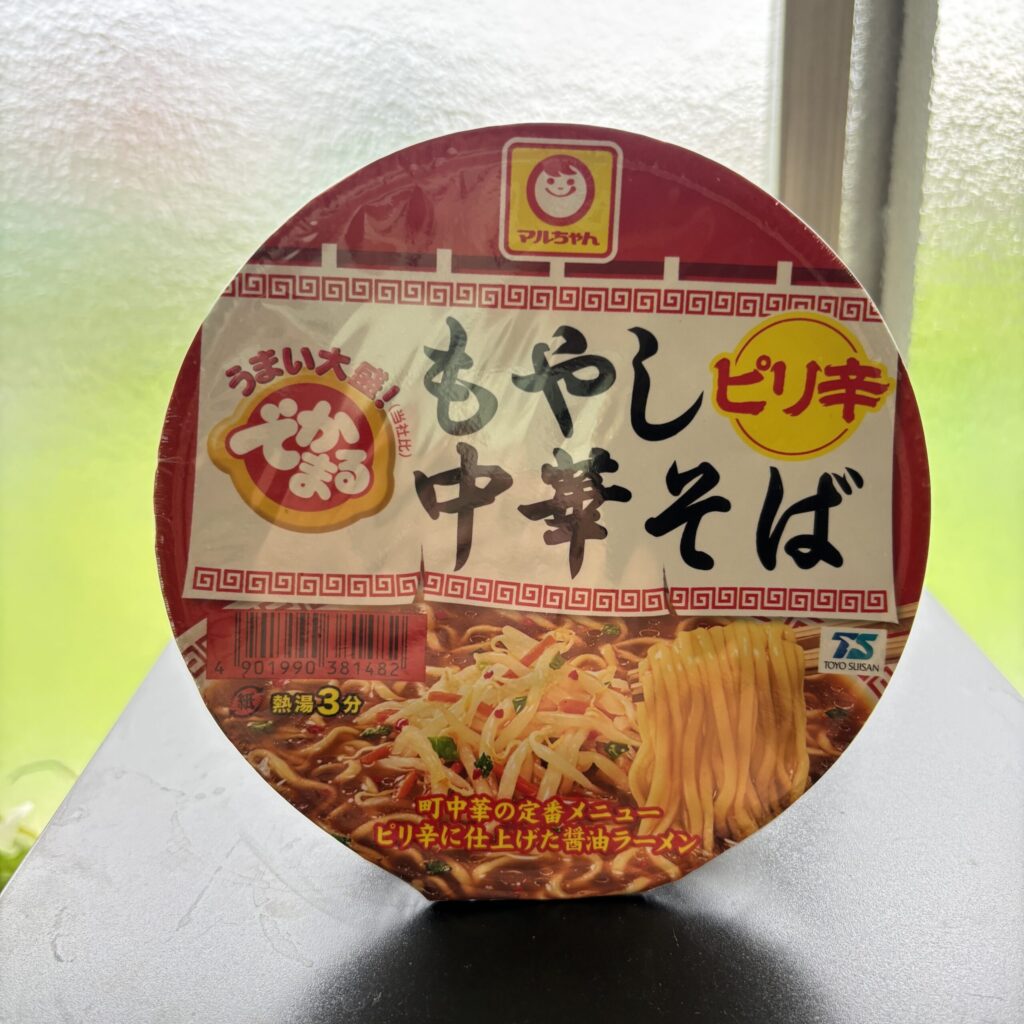 マルちゃん
うまい大盛!
(当社比)
でかまる
もやし
中華そば
ピリ辛
4 901990 381482
紙
熱湯3分
TS
TOYO SUISAN
町中華の定番メニュー
ピリ辛に仕上げた醤油ラーメン